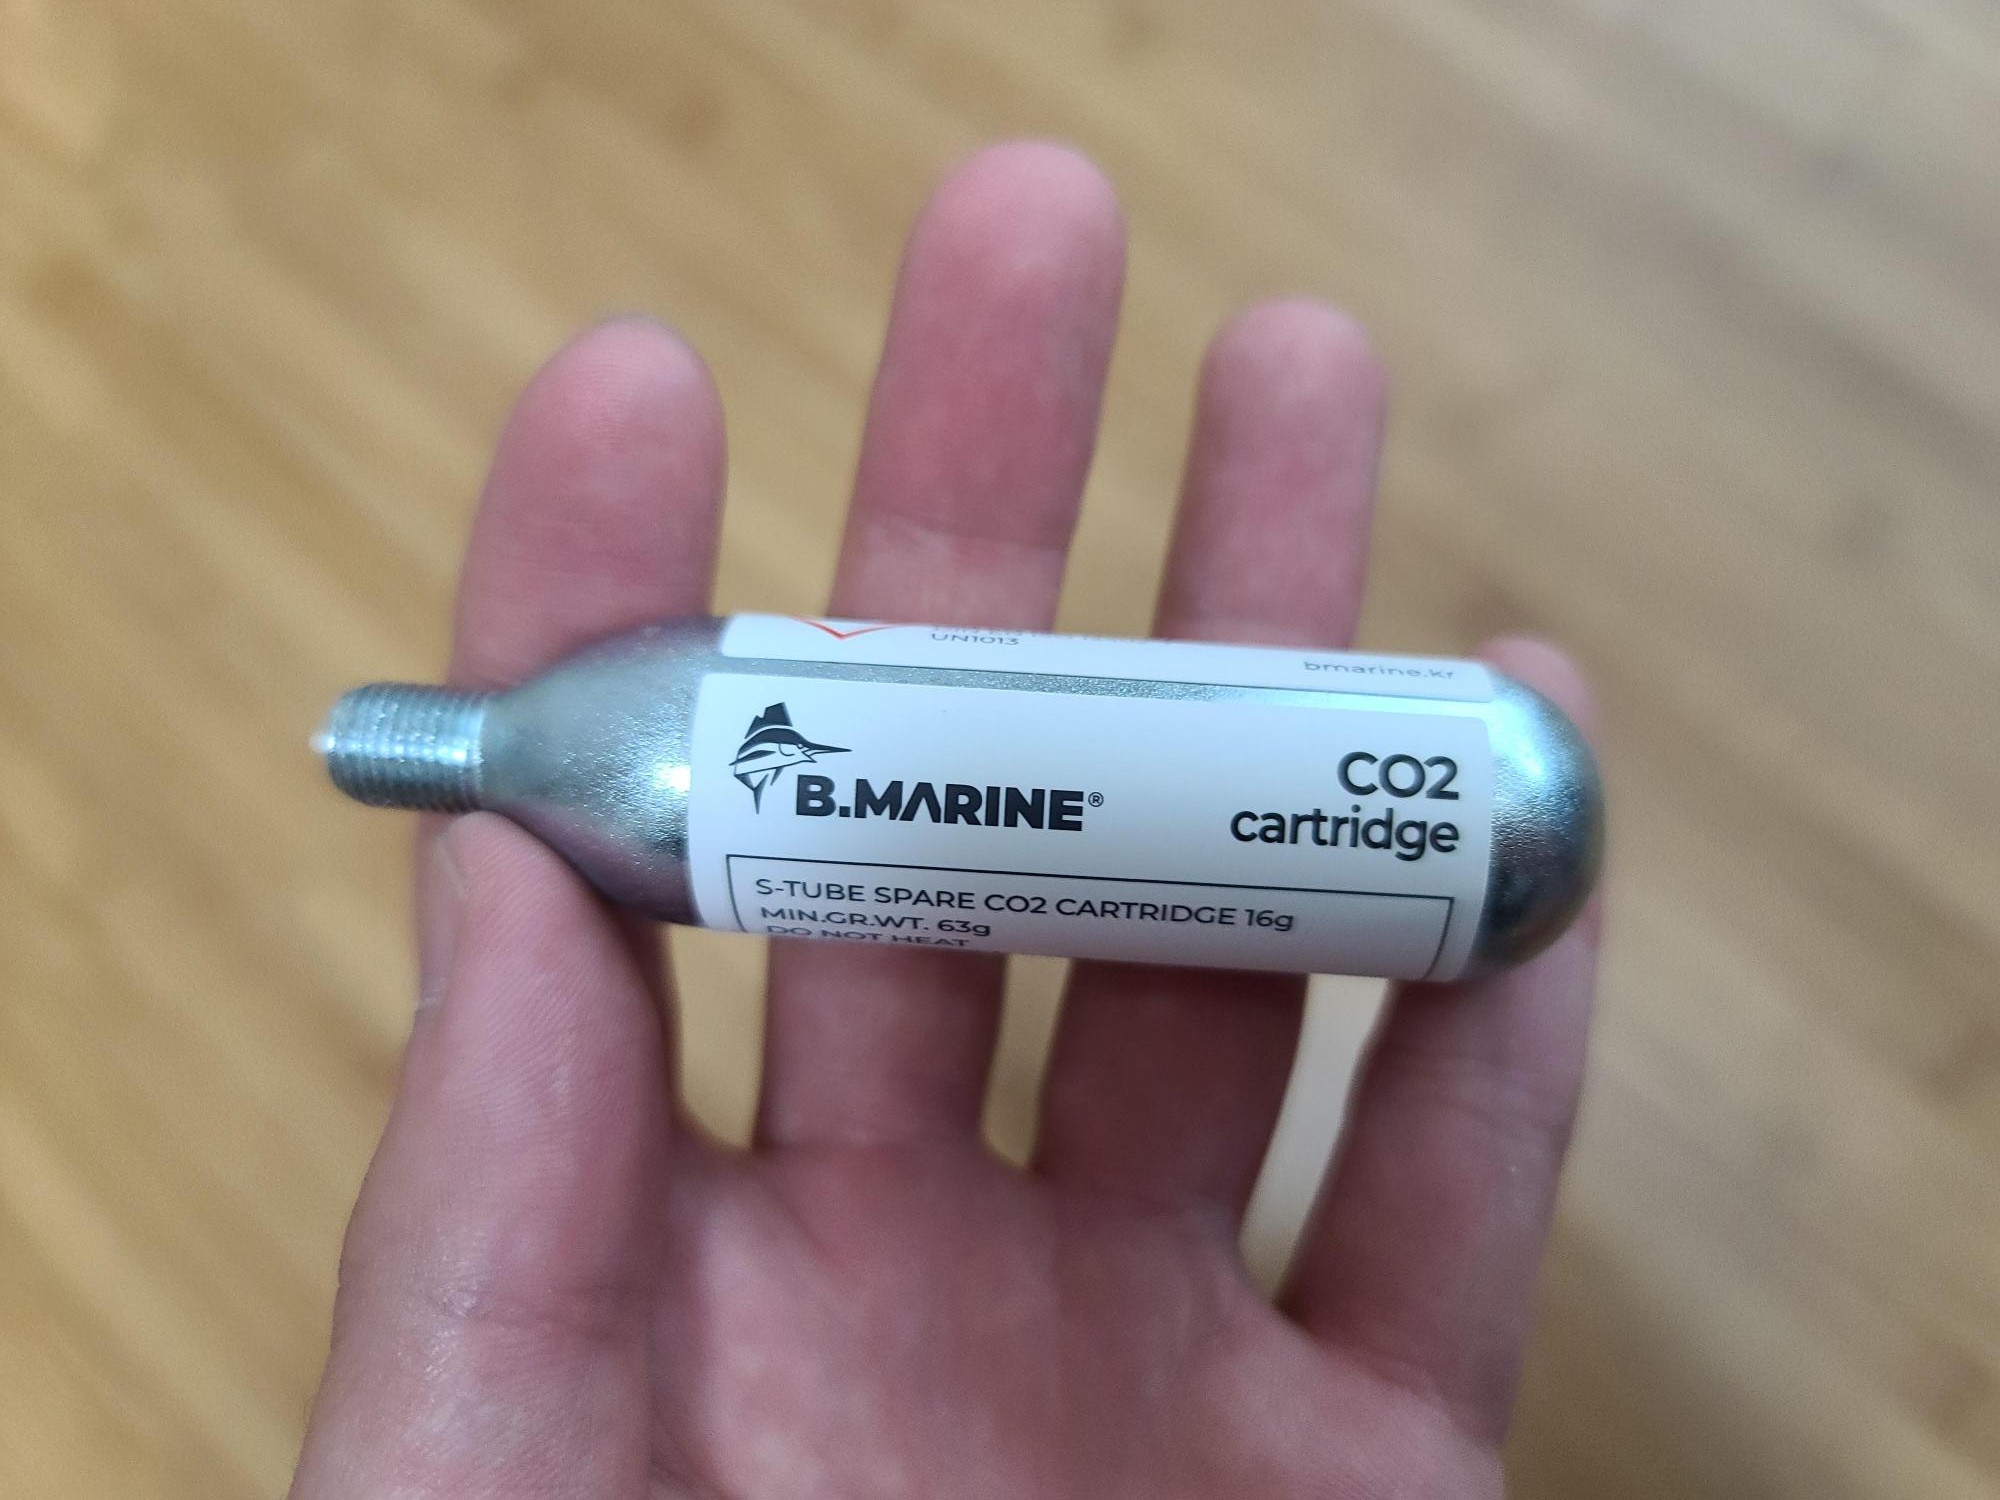 UN1013
bmarine.kr
B.MARINE®
CO2
cartridge
S-TUBE SPARE CO2 CARTRIDGE 16g
MIN.GR.WT. 63g
DO NOT HEAT